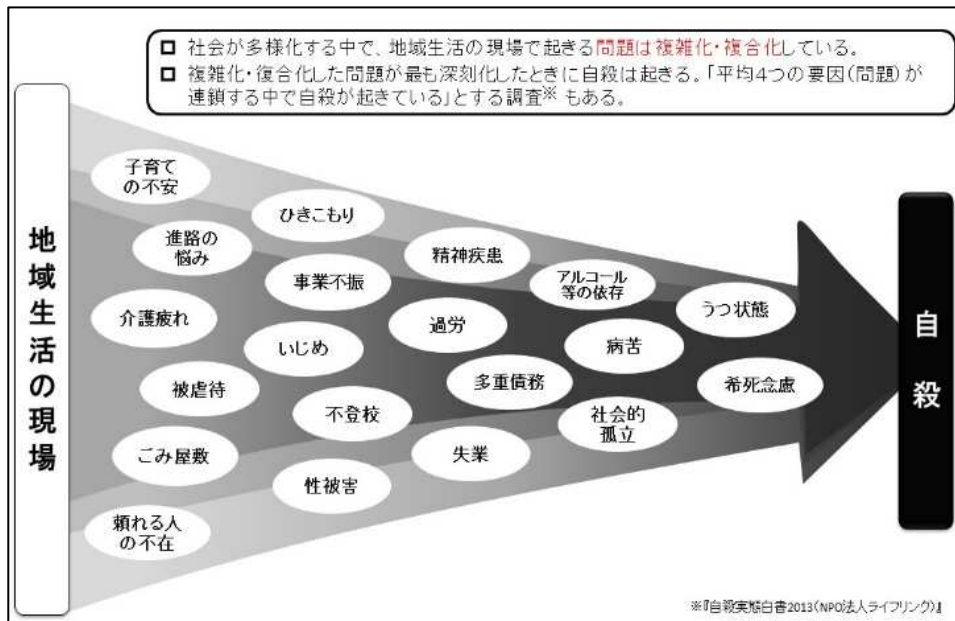 □ 社会が多様化する中で、地域生活の現場で起きる問題は複雑化・複合化している。
□ 複雑化・復合化した問題が最も深刻化したときに自殺は起きる。「平均4つの要因(問題)が
連鎖する中で自殺が起きている」とする調査※もある。
地域生活の現場
子育て
の不安
進路の
悩み
介護疲れ
被虐待
ごみ屋敷
頼れる人
の不在
ひきこもり
事業不振
いじめ
不登校
性被害
精神疾患
過労
多重債務
失業
アルコール
等の依存
病苦
社会的
孤立
うつ状態
希死念慮
自殺
※『自殺実態白書2013(NPO法人ライフリンク)』